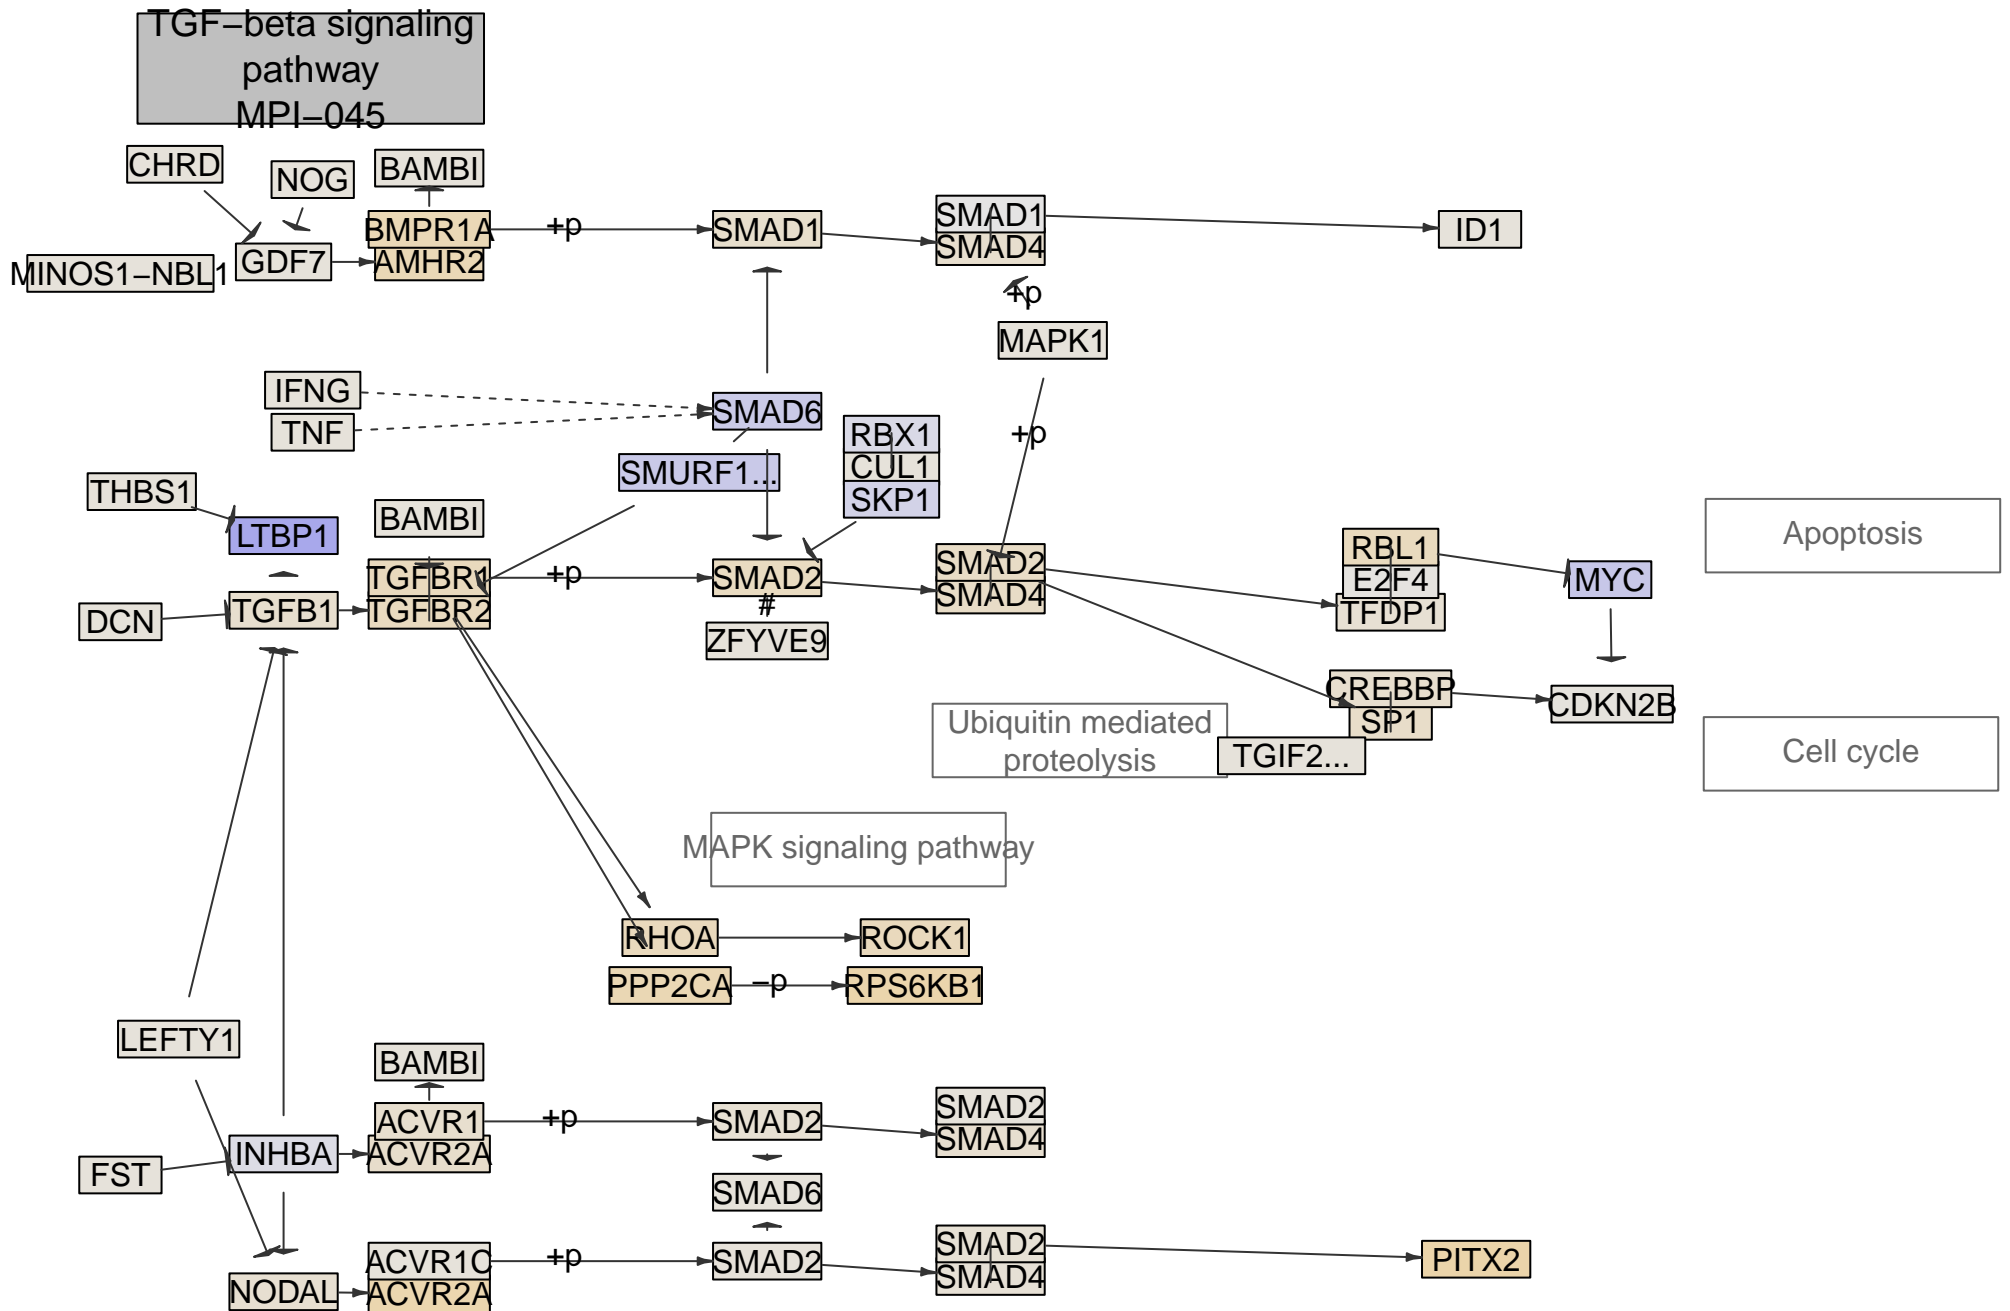 TGF−beta signaling
pathway
MPI−045
CHRD
NOG
BAMBI
BMPR1A
+p
SMAD1
SMAD1
ID1
MINOS1−NBL1
GDF7
AMHR2
SMAD4
+p
MAPK1
IFNG
SMAD6
TNF
RBX1
+p
SMURF1...
CUL1
THBS1
SKP1
BAMBI
LTBP1
Apoptosis
TGFBR1
+p
SMAD2
SMAD2
RBL1
E2F4
MYC
DCN
TGFB1
TGFBR2
#
SMAD4
TFDP1
ZFYVE9
CREBBP
CDKN2B
Ubiquitin mediated
proteolysis
SP1
TGIF2...
Cell cycle
MAPK signaling pathway
RHOA
ROCK1
PPP2CA
−p
RPS6KB1
LEFTY1
BAMBI
ACVR1
+p
SMAD2
SMAD2
INHBA
ACVR2A
SMAD4
FST
SMAD6
ACVR1C
+p
SMAD2
SMAD2
PITX2
NODAL
ACVR2A
SMAD4